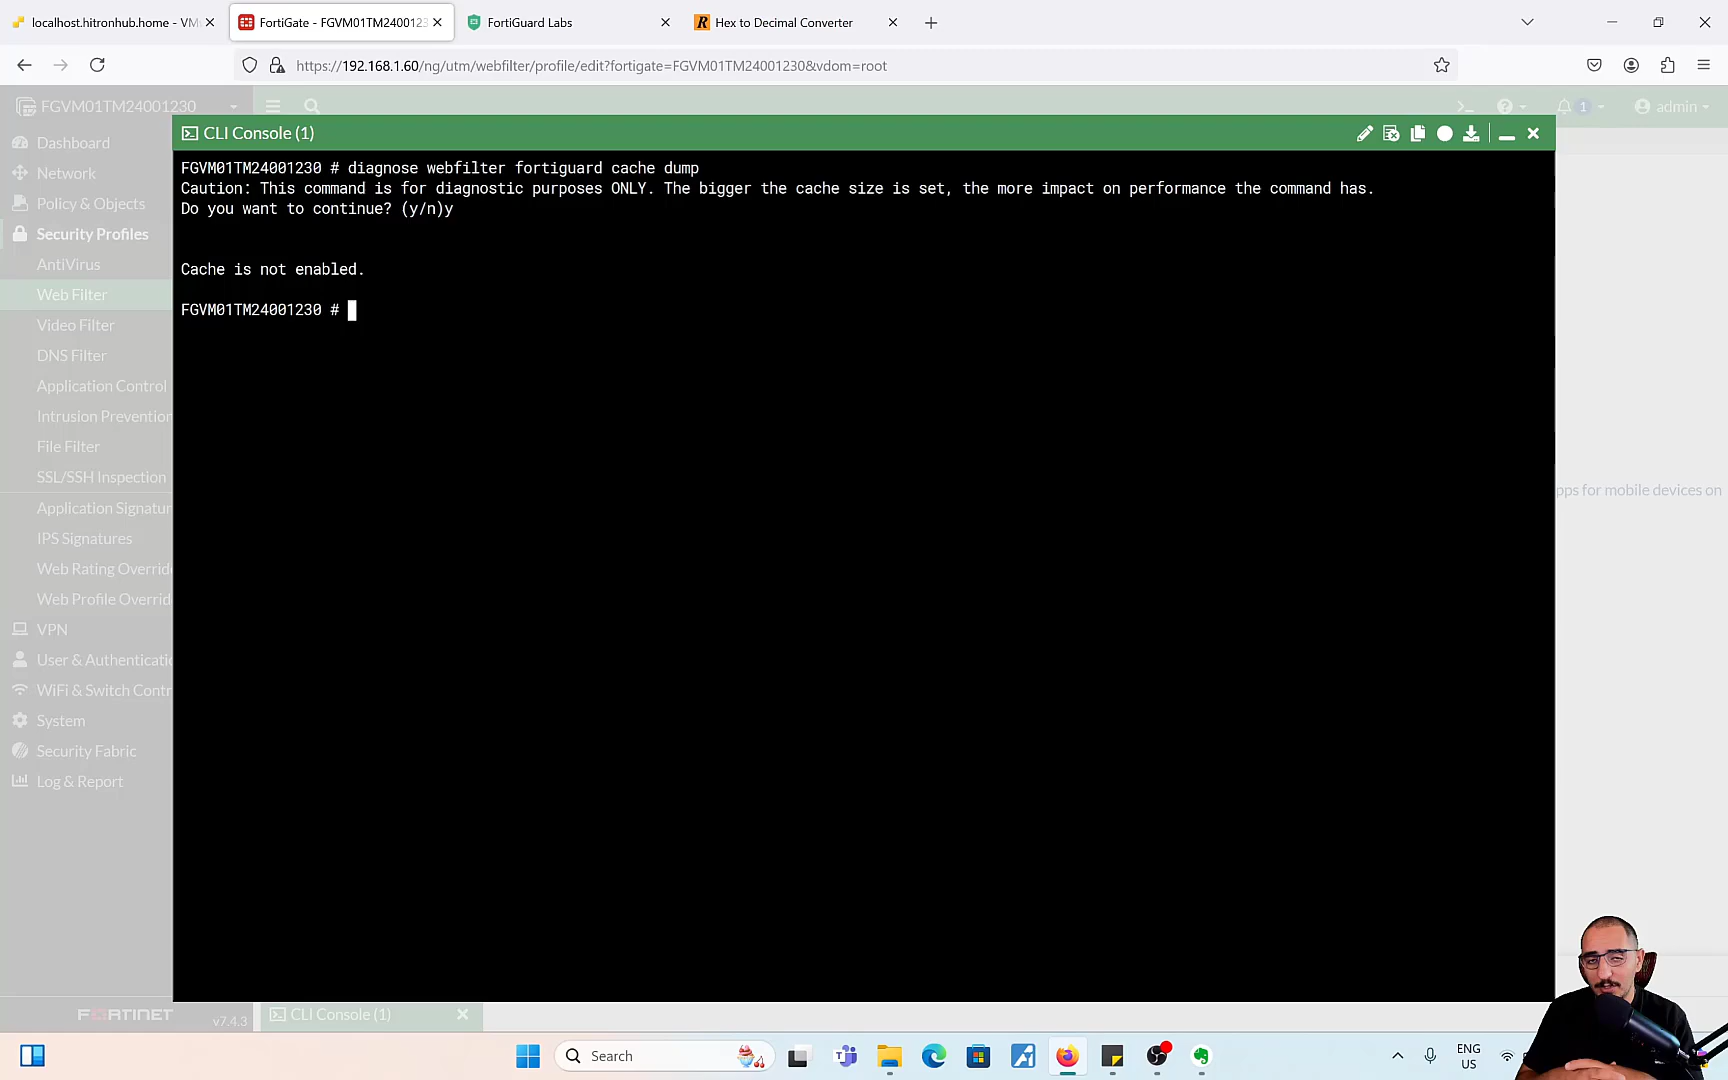 localhost.hitronhub.home - VM
FortiGate - FGVM01TM2400123
FortiGuard Labs
R
Hex to Decimal Converter
https://192.168.1.60/ng/utm/webfilter/profile/edit?fortigate=FGVM01TM24001230&vdom=root
FGVM01TM24001230
1
admin
Dashboard
Network
Policy & Objects
Security Profiles
AntiVirus
Web Filter
Video Filter
DNS Filter
Application Control
Intrusion Prevention
File Filter
SSL/SSH Inspection
Application Signatur
IPS Signatures
Web Rating Overrid
Web Profile Overrid
VPN
User & Authenticati
WiFi & Switch Contr
System
Security Fabric
Log & Report
FORTINET
v7.4.3
CLI Console (1)
FGVM01TM24001230 # diagnose webfilter fortiguard cache dump
Caution: This command is for diagnostic purposes ONLY. The bigger the cache size is set, the more impact on performance the command has.
Do you want to continue? (y/n)y
Cache is not enabled.
FGVM01TM24001230 #
pps for mobile devices on
CLI Console (1)
Search
ENG
US